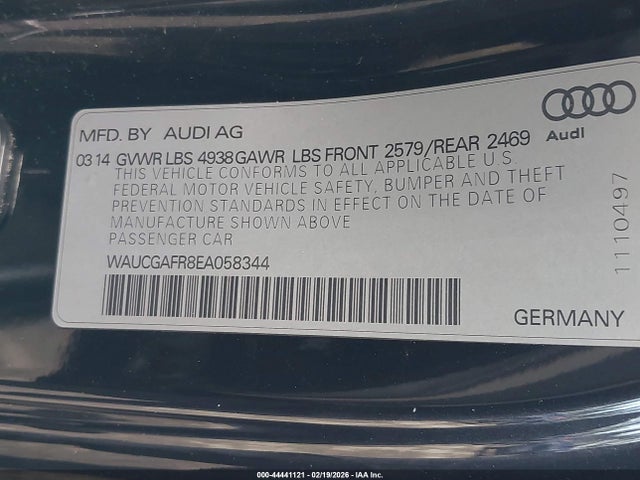 MFD. BY AUDI AG
Audi
03 14 GVWR LBS 4938 GAWR LBS FRONT 2579/REAR 2469
THIS VEHICLE CONFORMS TO ALL APPLICABLE U.S.
FEDERAL MOTOR VEHICLE SAFETY, BUMPER AND THEFT
PREVENTION STANDARDS IN EFFECT ON THE DATE OF
MANUFACTURE SHOWN ABOVE
PASSENGER CAR
WAUCGAFR8EA058344
1110497
GERMANY
000-44441121 - 02/19/2026 - IAA Inc.